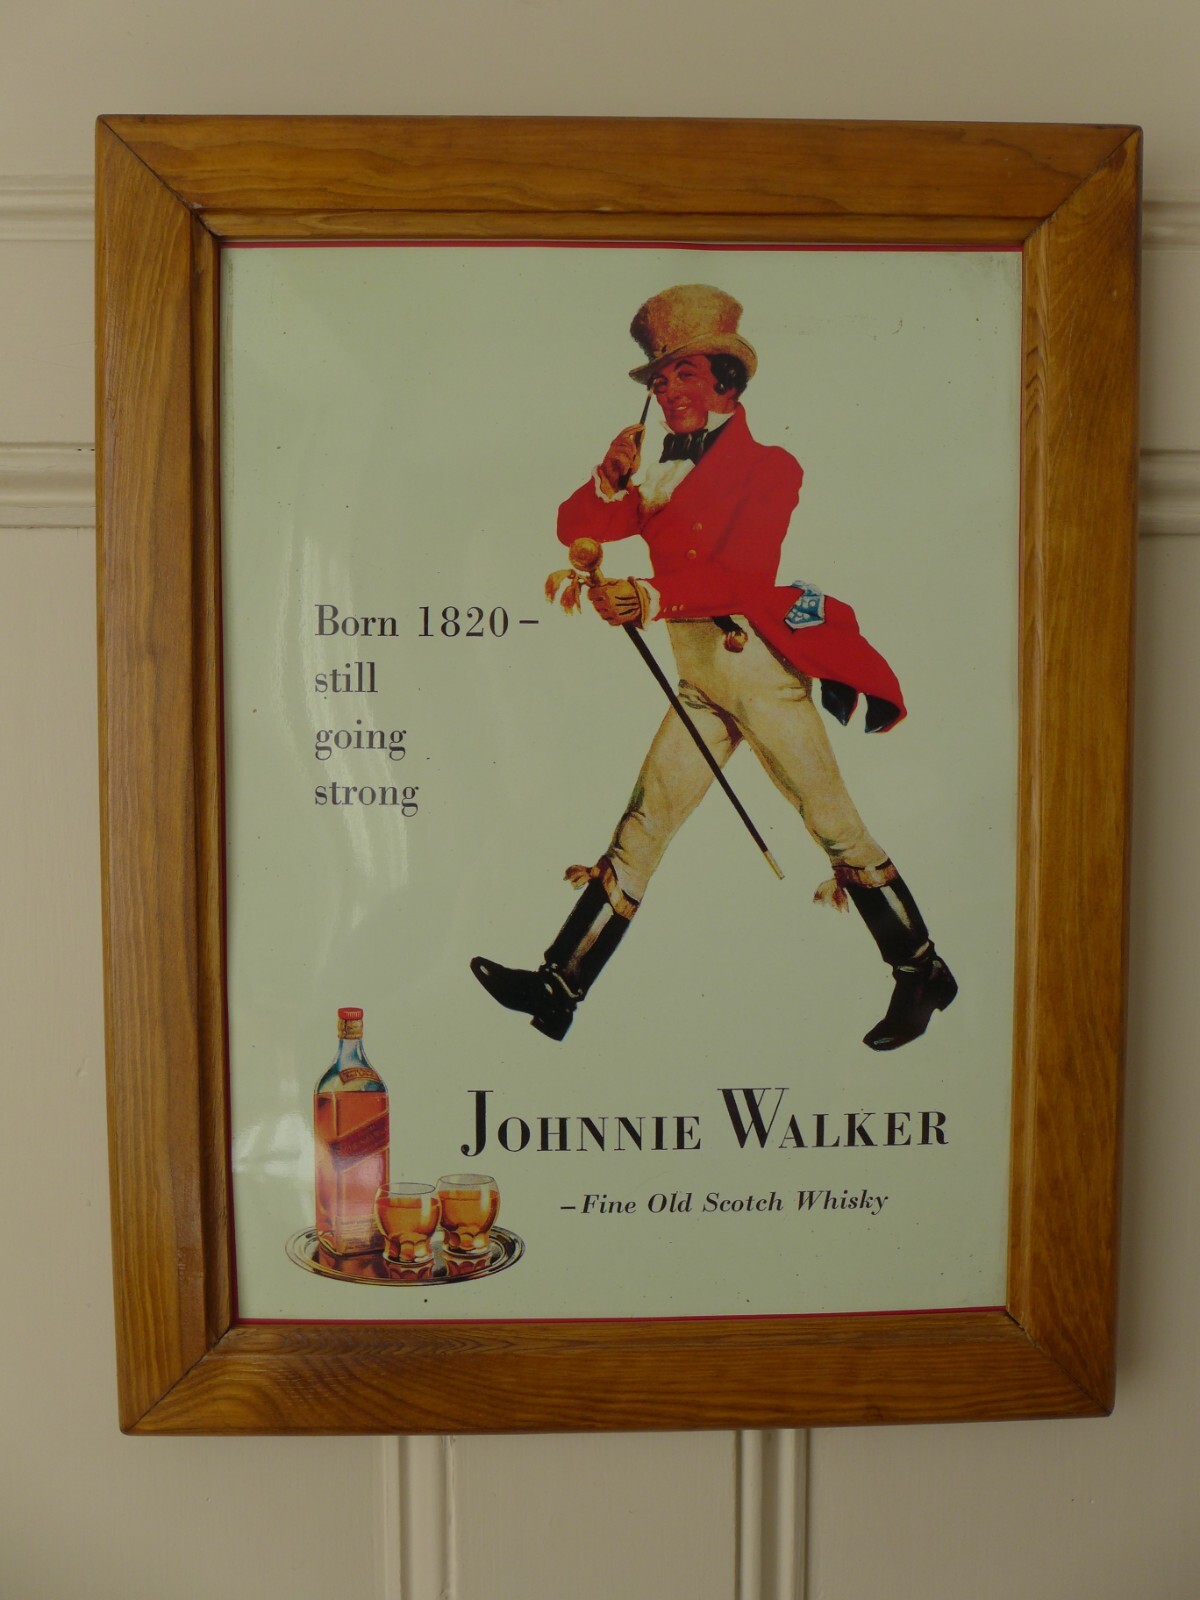 Born 1820 –
still
going
strong
JOHNNIE WALKER
– Fine Old Scotch Whisky